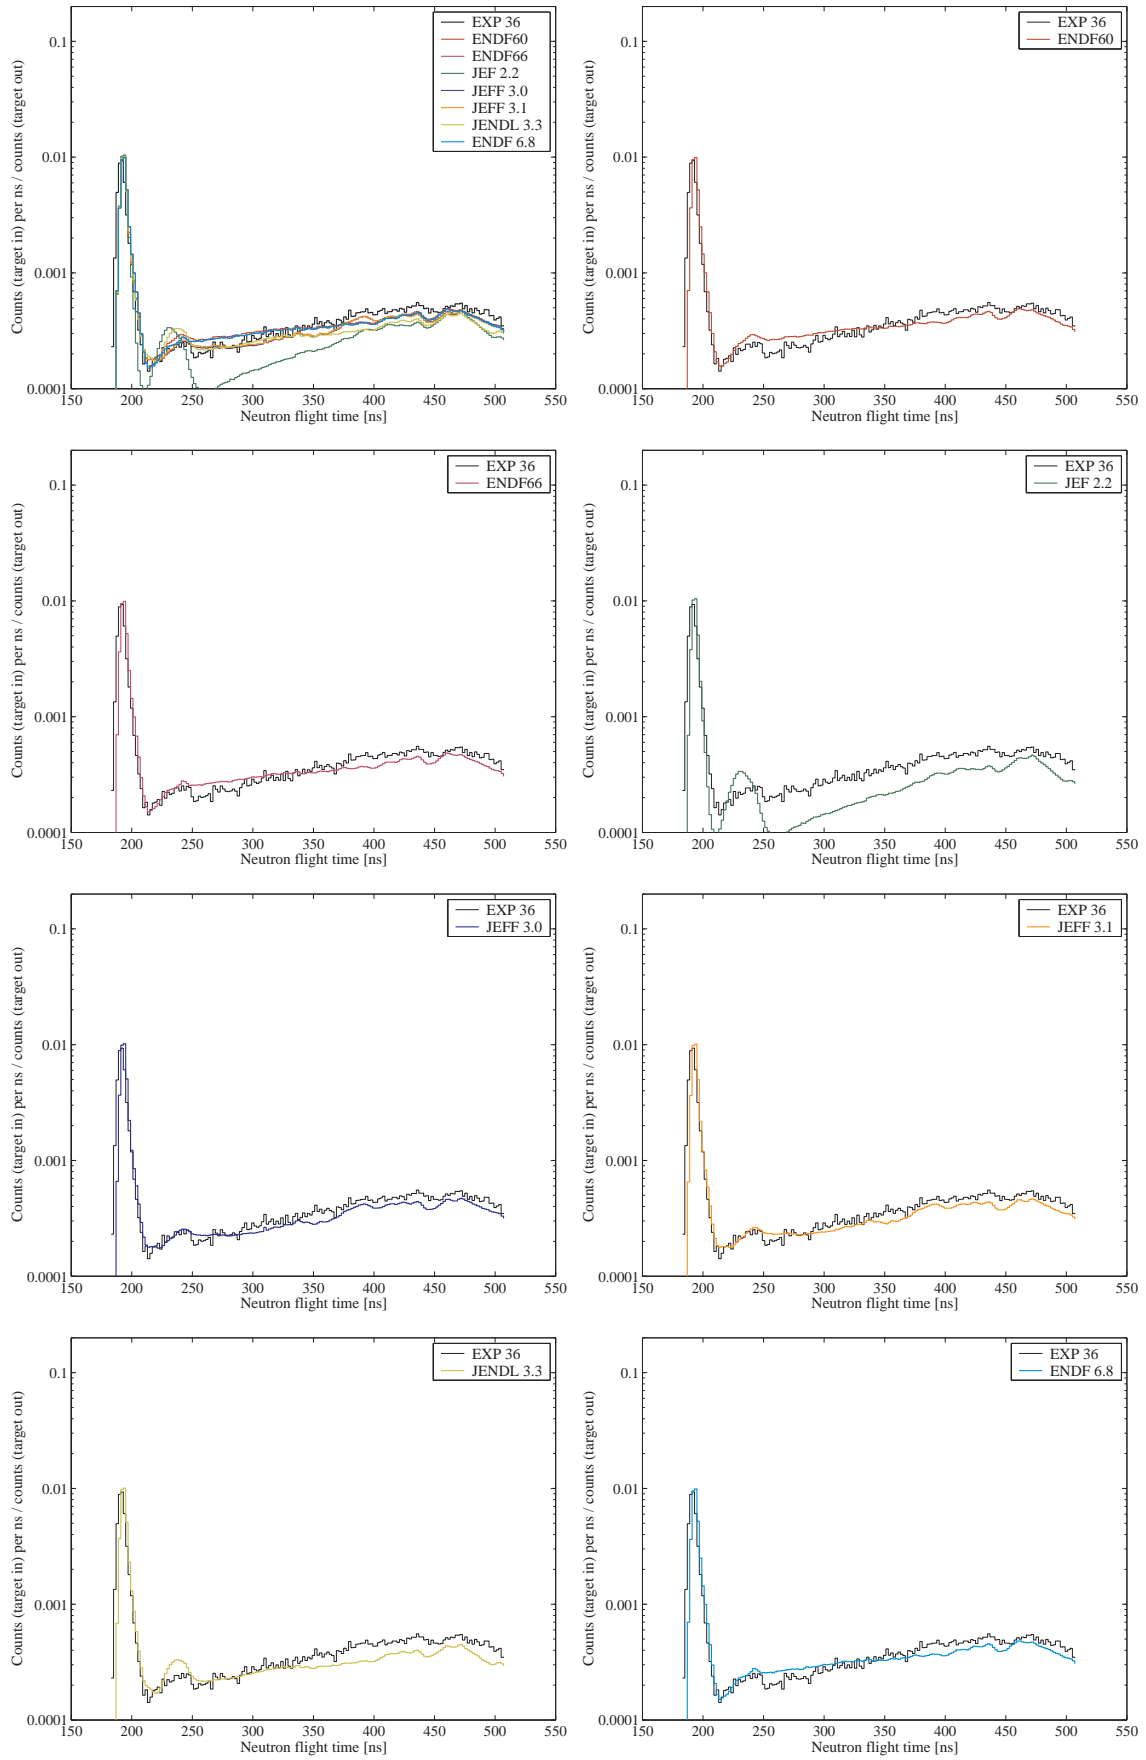 EXP 36
ENDF60
ENDF66
JEF 2.2
JEFF 3.0
JEFF 3.1
JENDL 3.3
ENDF 6.8
0.1
0.01
0.001
0.0001
150 200 250 300 350 400 450 500 550
Neutron flight time [ns]
Counts (target in) per ns / counts (target out)
EXP 36
ENDF60
0.1
0.01
0.001
0.0001
150 200 250 300 350 400 450 500 550
Neutron flight time [ns]
Counts (target in) per ns / counts (target out)
EXP 36
ENDF66
0.1
0.01
0.001
0.0001
150 200 250 300 350 400 450 500 550
Neutron flight time [ns]
Counts (target in) per ns / counts (target out)
EXP 36
JEF 2.2
0.1
0.01
0.001
0.0001
150 200 250 300 350 400 450 500 550
Neutron flight time [ns]
Counts (target in) per ns / counts (target out)
EXP 36
JEFF 3.0
0.1
0.01
0.001
0.0001
150 200 250 300 350 400 450 500 550
Neutron flight time [ns]
Counts (target in) per ns / counts (target out)
EXP 36
JEFF 3.1
0.1
0.01
0.001
0.0001
150 200 250 300 350 400 450 500 550
Neutron flight time [ns]
Counts (target in) per ns / counts (target out)
EXP 36
JENDL 3.3
0.1
0.01
0.001
0.0001
150 200 250 300 350 400 450 500 550
Neutron flight time [ns]
Counts (target in) per ns / counts (target out)
EXP 36
ENDF 6.8
0.1
0.01
0.001
0.0001
150 200 250 300 350 400 450 500 550
Neutron flight time [ns]
Counts (target in) per ns / counts (target out)